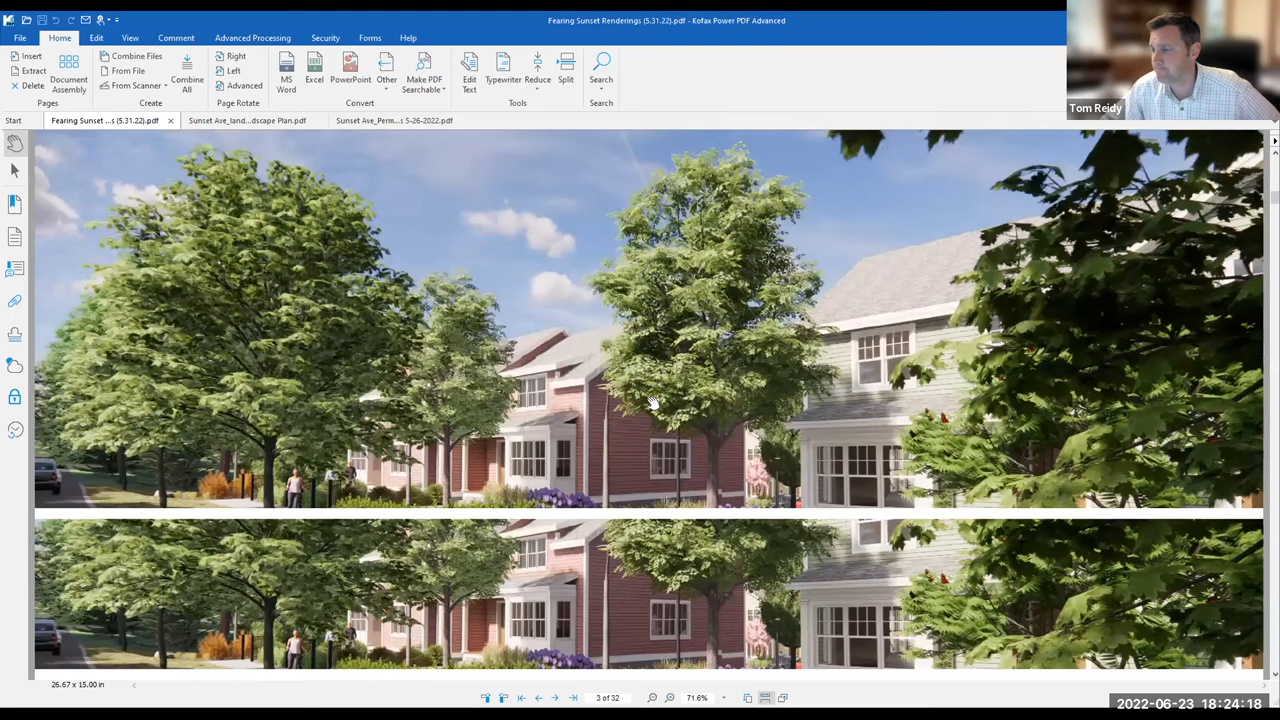 Fearing Sunset Renderings (5.31.22).pdf - Kofax Power PDF Advanced
File Home Edit View Comment Advanced Processing Security Forms Help
Insert
Extract
Delete
Document Assembly
Pages
Combine Files
From File
From Scanner
Combine All
Create
Right
Left
Advanced
Page Rotate
MS Word
Excel
PowerPoint
Other
Make PDF Searchable
Convert
Edit Text
Typewriter
Reduce
Split
Tools
Search
Search
Tom Reidy
Start Fearing Sunset ...s (5.31.22).pdf Sunset Ave_land...dscape Plan.pdf Sunset Ave_Perm...s 5-26-2022.pdf
26.67 x 15.00 in
3 of 32
71.6%
2022-06-23 18:24:18